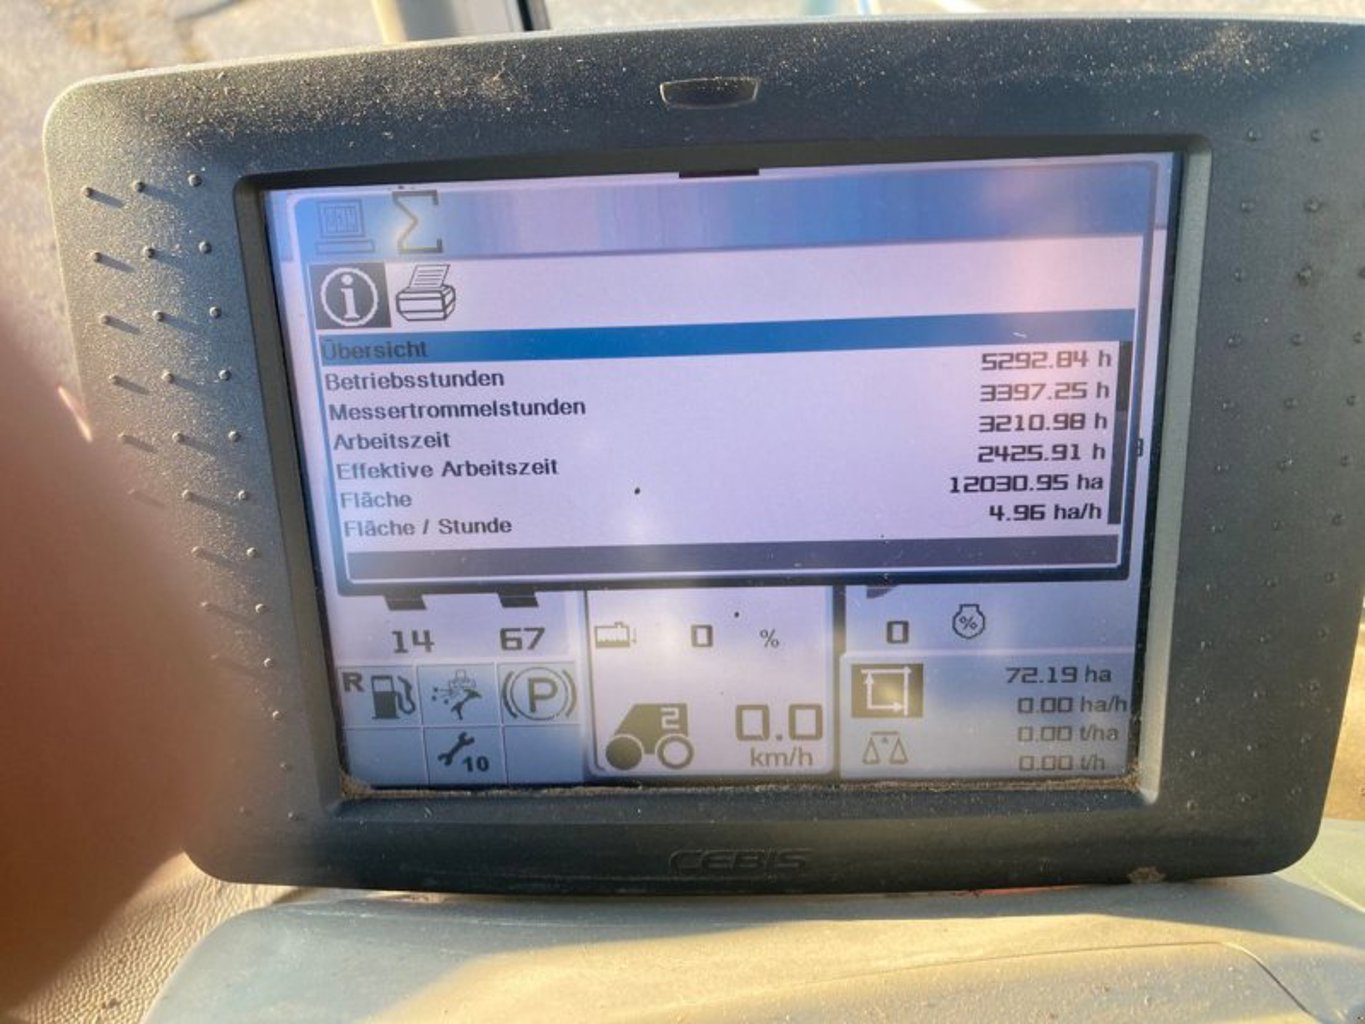 Übersicht
Betriebsstunden 5292.84 h
Messertrommelstunden 3397.25 h
Arbeitszeit 3210.98 h
Effektive Arbeitszeit 2425.91 h
Fläche 12030.95 ha
Fläche / Stunde 4.96 ha/h
14 67 0 % 0 %
R P 2 0.0 km/h 72.19 ha
0.00 ha/h
0.00 t/ha
10 0.00 t/h
CEBIS